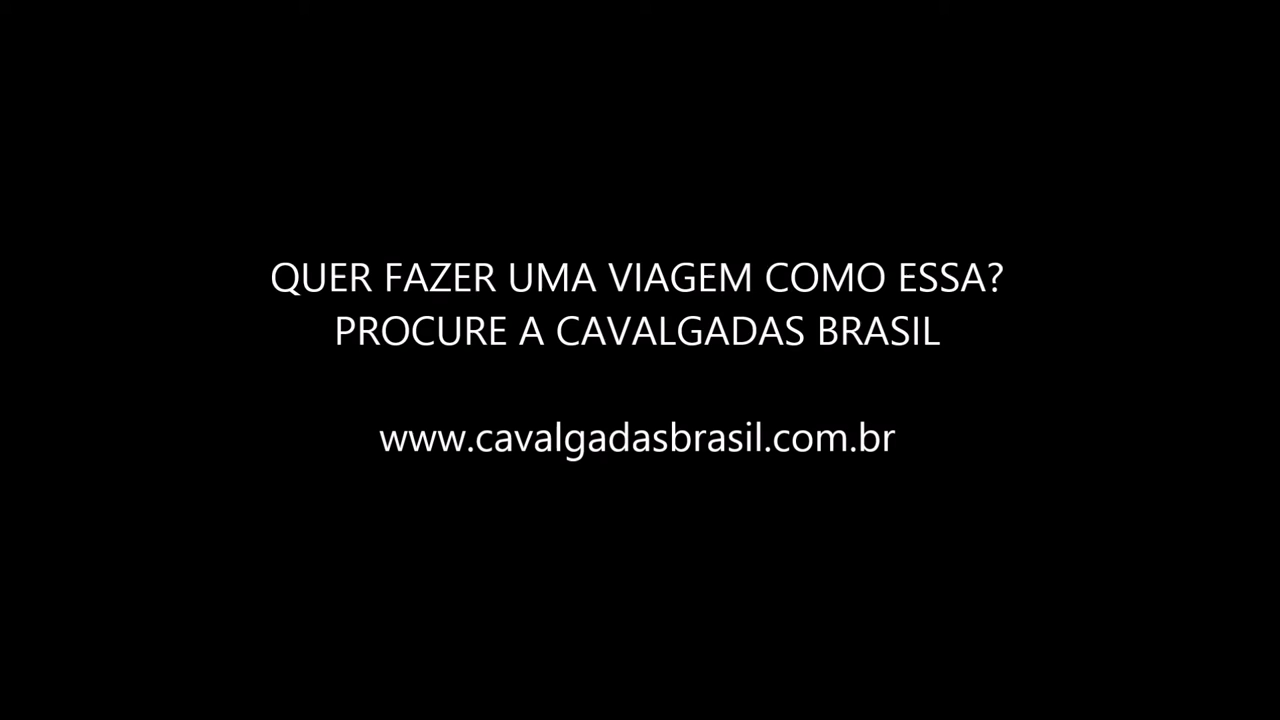 QUER FAZER UMA VIAGEM COMO ESSA?
PROCURE A CAVALGADAS BRASIL
www.cavalgadasbrasil.com.br